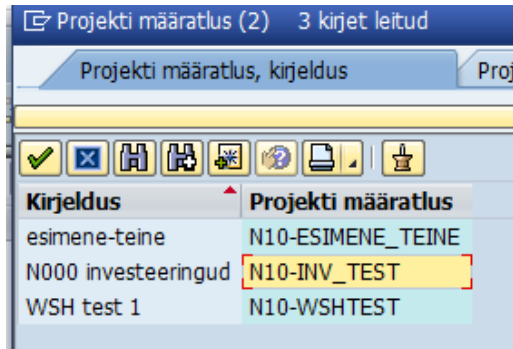 Projekti määratlus (2) 3 kirjet leitud
Projekti määratlus, kirjeldus
Kirjeldus Projekti määratlus
esimene-teine N10-ESIMENE_TEINE
N000 investeeringud N10-INV_TEST
WSH test 1 N10-WSHTEST